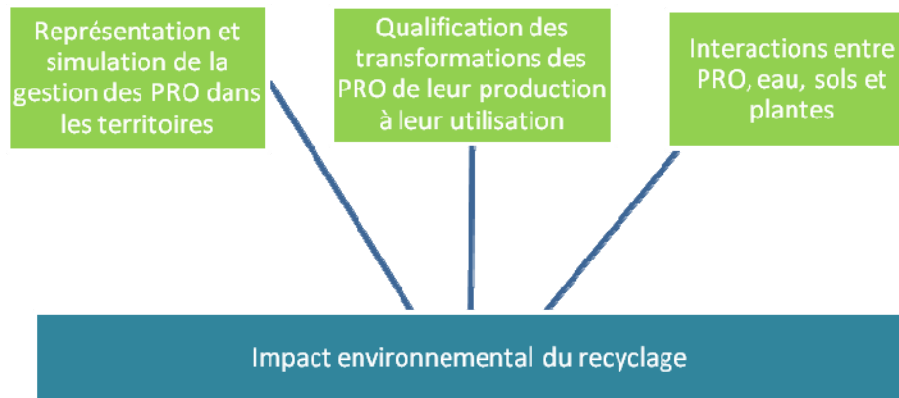 Représentation et
simulation de la
gestion des PRO dans
les territoires
Qualification des
transformations des
PRO de leur production
à leur utilisation
Interactions entre
PRO, eau, sols et
plantes
Impact environnemental du recyclage